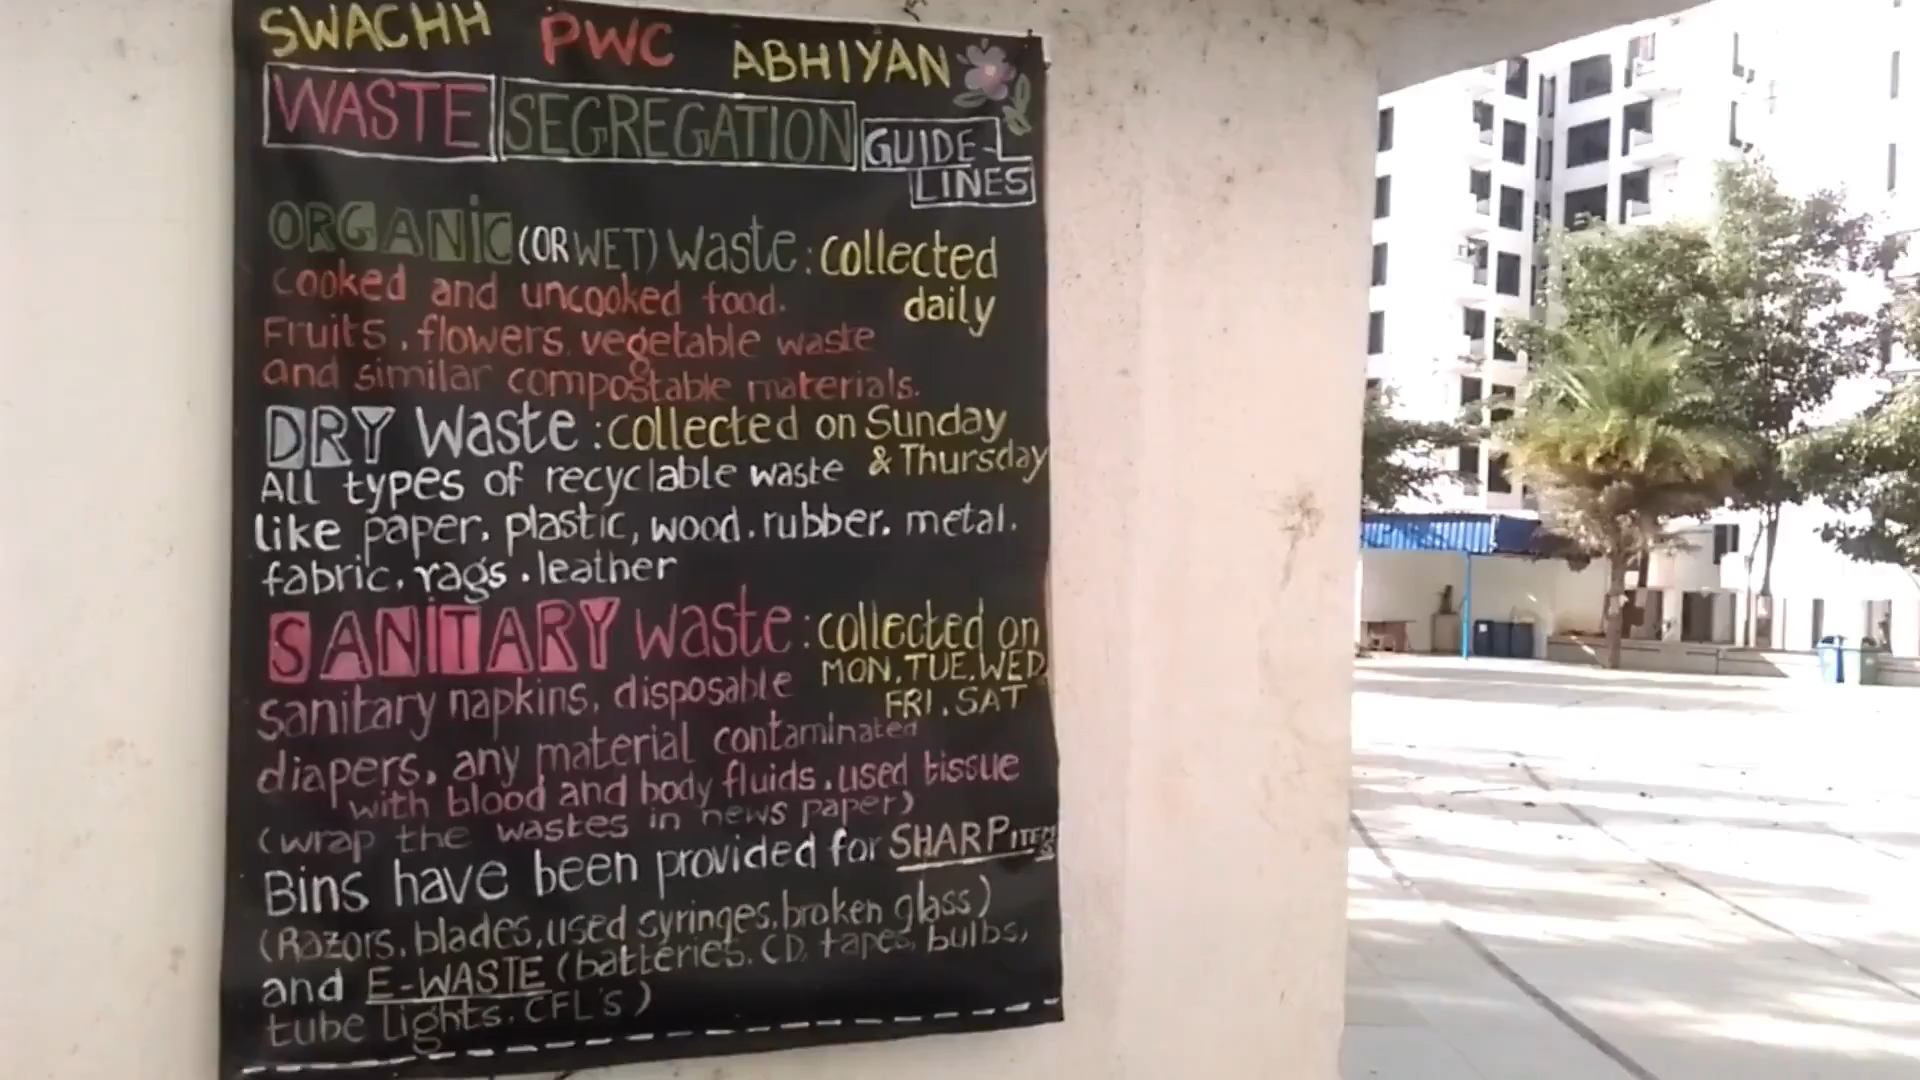 SWACHH PWC ABHIYAN
WASTE SEGREGATION GUIDE-
LINES
ORGANIC (OR WET) waste : collected
daily
cooked and uncooked food.
Fruits, flowers, vegetable waste
and similar compostable materials.
DRY waste : collected on Sunday
& Thursday
All types of recyclable waste
like paper, plastic, wood, rubber, metal,
fabric, rags, leather
SANITARY waste : collected on
MON, TUE, WED,
FRI, SAT
sanitary napkins, disposable
diapers, any material contaminated
with blood and body fluids, used tissue
(wrap the wastes in news paper)
Bins have been provided for SHARP ITEMS
(Razors, blades, used syringes, broken glass)
and E-WASTE (batteries, CD, tapes, bulbs,
tube lights, CFL's)